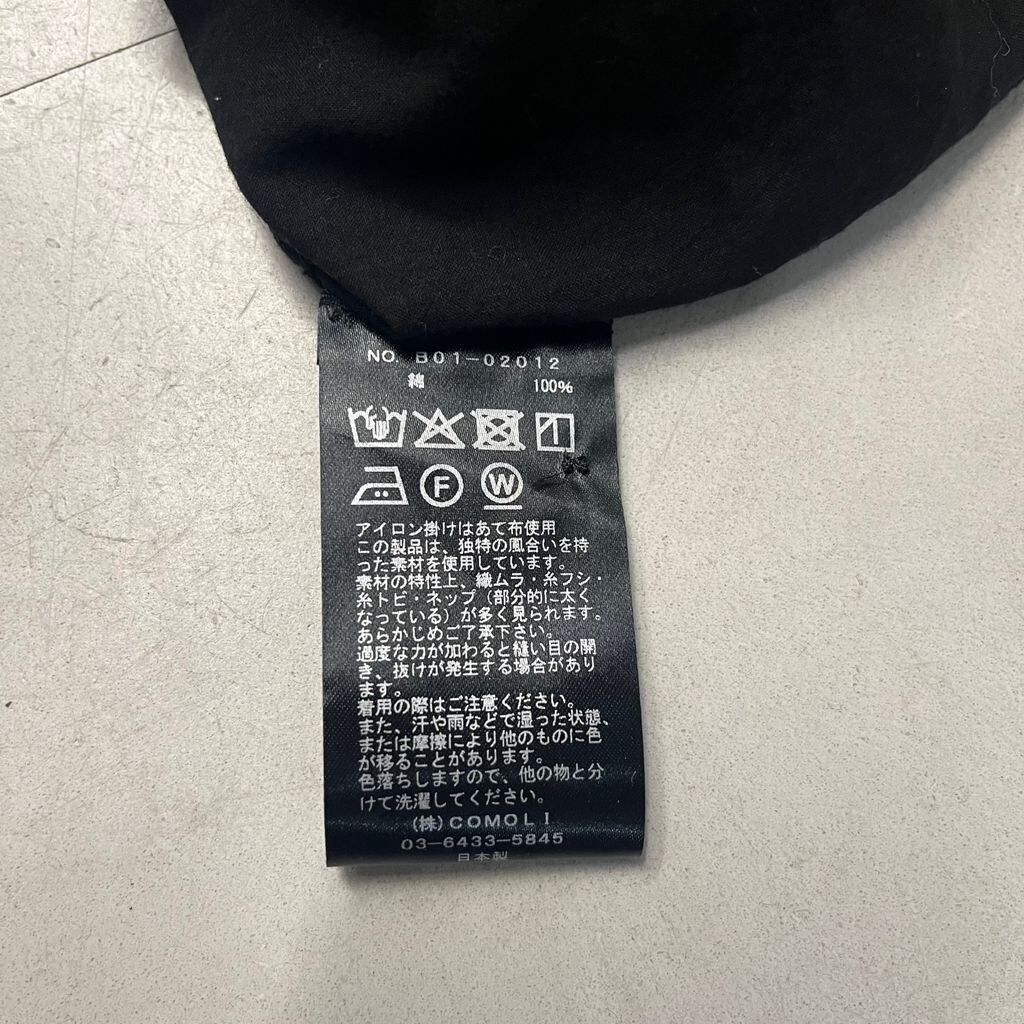 NO. B01-02012
綿 100%
F W
アイロン掛けはあて布使用
この製品は、独特の風合いを持
った素材を使用しています。
素材の特性上、織ムラ・糸フシ・
糸トビ・ネップ（部分的に太く
なっている）が多く見られます。
あらかじめご了承下さい。
過度な力が加わると縫い目の開
き、抜けが発生する場合があり
ます。
着用の際はご注意ください。
また、汗や雨などで湿った状態、
または摩擦により他のものに色
が移ることがあります。
色落ちしますので、他の物と分
けて洗濯してください。
(株)COMOLI
03-6433-5845
日本製